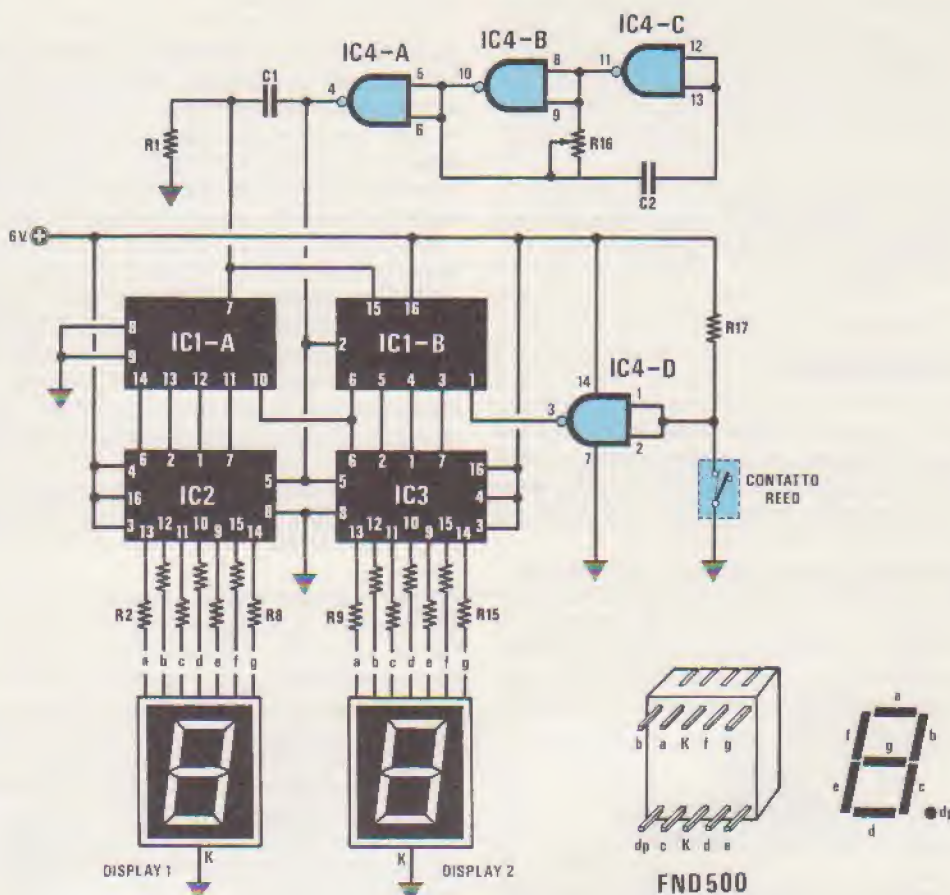 IC4-A
IC4-B
IC4-C
C1
4
5
6
10
8
9
11
12
13
R1
R16
C2
6V.
7
15
16
8
9
IC1-A
2
IC1-B
R17
14
13
12
11
10
6
5
4
3
1
14
IC4-D
3
1
2
7
6
2
1
7
6
2
1
7
4
16
3
IC2
5
8
5
8
IC3
16
4
3
CONTATTO
REED
13
12
11
10
9
15
14
13
12
11
10
9
15
14
R2
R8
R9
R15
a
b
c
d
e
f
g
a
b
c
d
e
f
g
K
DISPLAY 1
K
DISPLAY 2
b
a
K
f
g
dp
c
K
d
e
FND500
a
f
b
g
e
c
d
dp